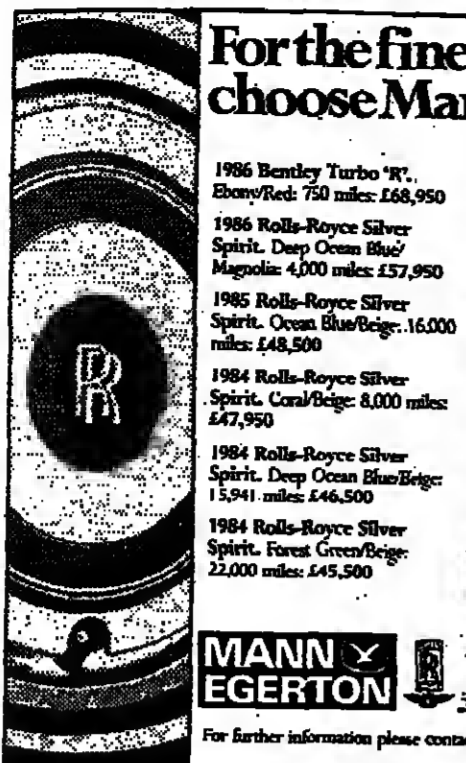 For the fine
choose Mar
1986 Bentley Turbo 'R'.
Ebony/Red: 750 miles: £68,950
1986 Rolls-Royce Silver
Spirit. Deep Ocean Blue/
Magnolia: 4,000 miles: £57,950
1985 Rolls-Royce Silver
Spirit. Ocean Blue/Beige: 16,000
miles: £48,500
1984 Rolls-Royce Silver
Spirit. Coral/Beige: 8,000 miles:
£47,950
1984 Rolls-Royce Silver
Spirit. Deep Ocean Blue/Beige:
15,941 miles: £46,500
1984 Rolls-Royce Silver
Spirit. Forest Green/Beige:
22,000 miles: £45,500
RR
MANN
EGERTON
For further information please contac